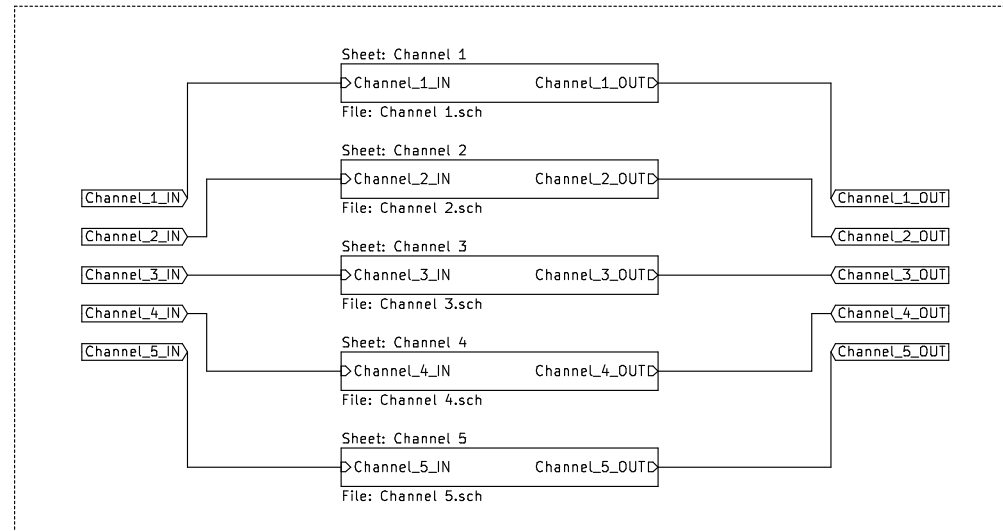 Sheet: Channel 1
Channel_1_IN
Channel_1_OUT
File: Channel 1.sch
Sheet: Channel 2
Channel_2_IN
Channel_2_OUT
File: Channel 2.sch
Sheet: Channel 3
Channel_3_IN
Channel_3_OUT
File: Channel 3.sch
Sheet: Channel 4
Channel_4_IN
Channel_4_OUT
File: Channel 4.sch
Sheet: Channel 5
Channel_5_IN
Channel_5_OUT
File: Channel 5.sch
Channel_1_IN
Channel_2_IN
Channel_3_IN
Channel_4_IN
Channel_5_IN
Channel_1_OUT
Channel_2_OUT
Channel_3_OUT
Channel_4_OUT
Channel_5_OUT